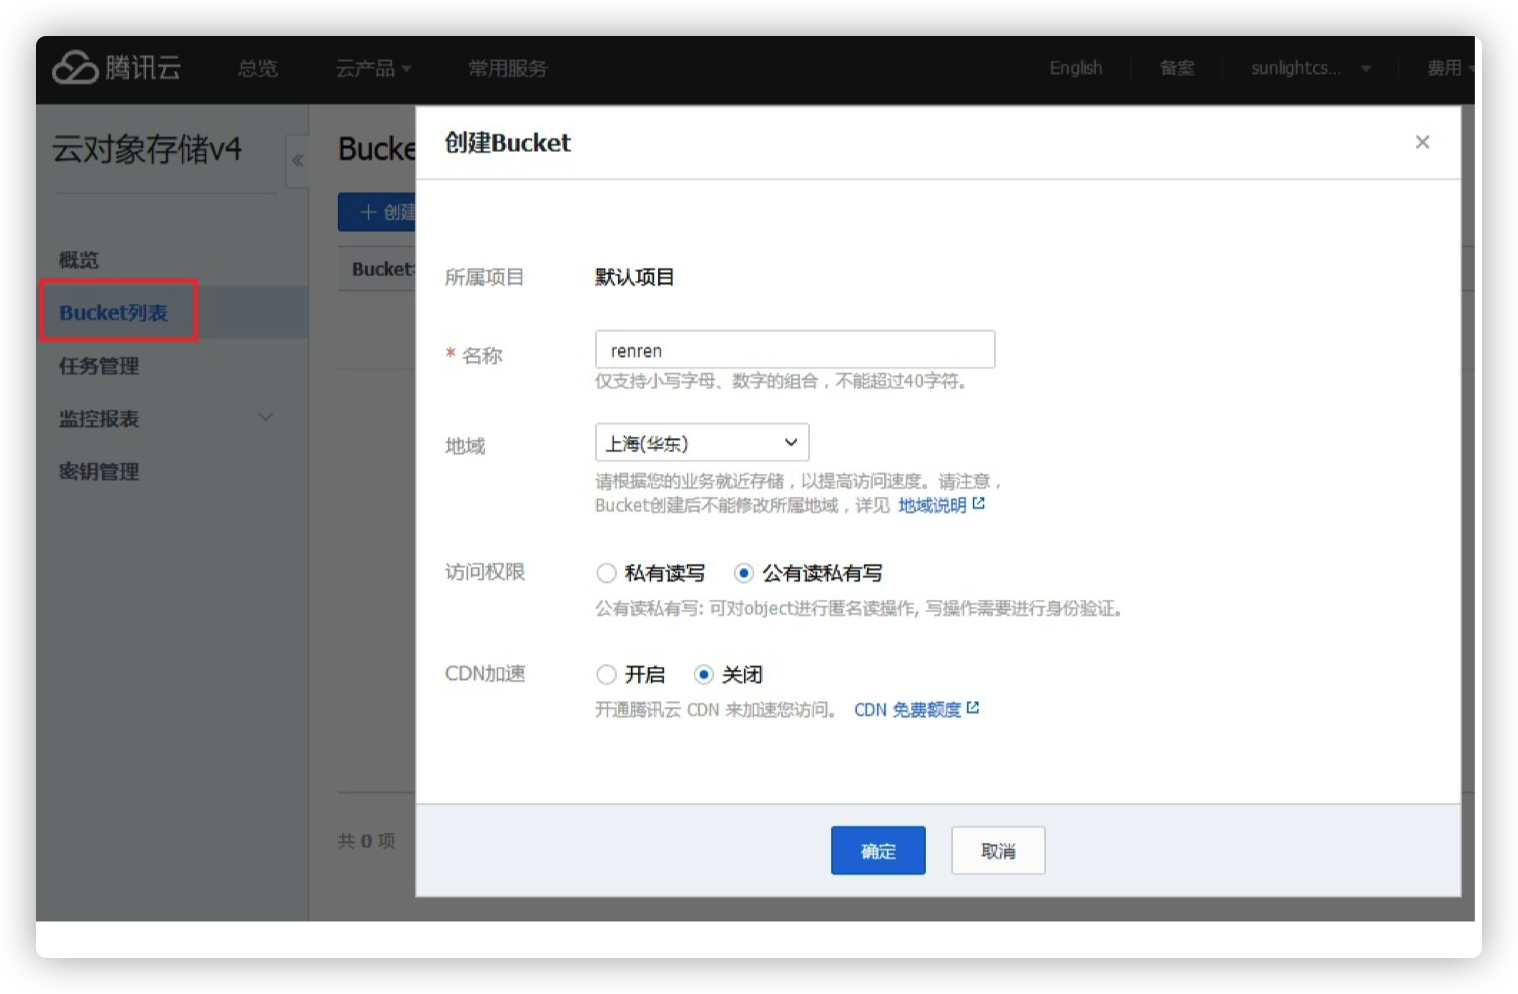 腾讯云 总览 云产品 常用服务 English 备案 sunlightcs... 费用
云对象存储v4
«
概览
Bucket列表
任务管理
监控报表
密钥管理
Bucke
+ 创建
Bucket
共 0 项
创建Bucket ×
所属项目 默认项目
* 名称 renren
仅支持小写字母、数字的组合，不能超过40字符。
地域 上海(华东)
请根据您的业务就近存储，以提高访问速度。请注意，
Bucket创建后不能修改所属地域，详见 地域说明
访问权限 私有读写 公有读私有写
公有读私有写: 可对object进行匿名读操作, 写操作需要进行身份验证。
CDN加速 开启 关闭
开通腾讯云 CDN 来加速您访问。 CDN 免费额度
确定 取消